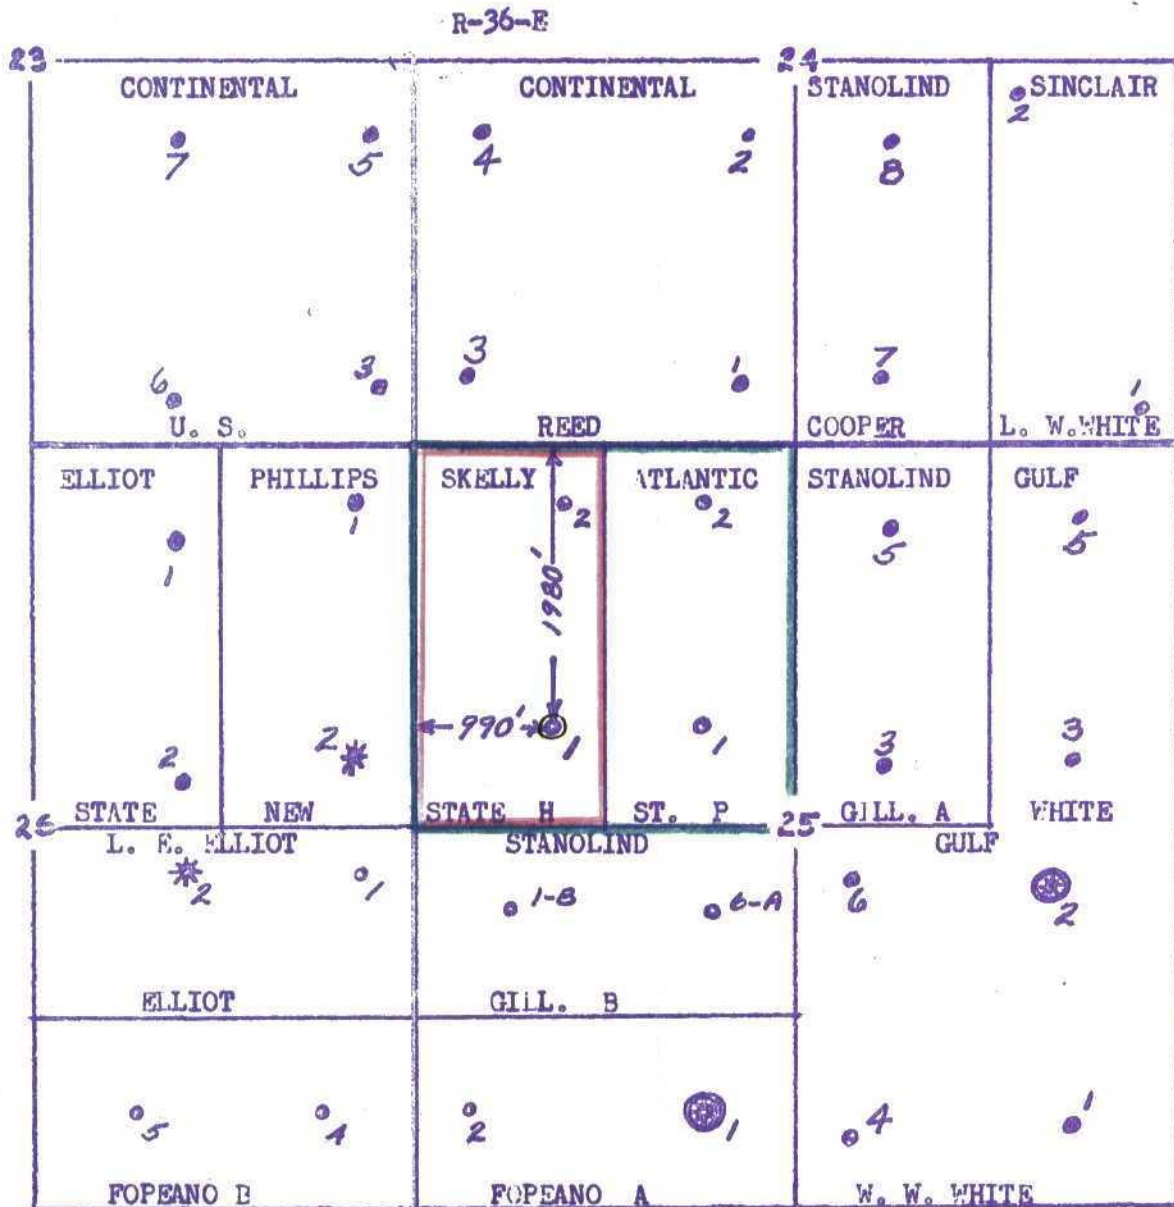 R-36-E
23 24
CONTINENTAL CONTINENTAL STANOLIND SINCLAIR
7 5 4 2 8 2
6 3 3 1 7 1
U. S. REED COOPER L. W. WHITE
ELLIOT PHILLIPS SKELLY ATLANTIC STANOLIND GULF
1 1 2 2 5 5
1980'
2 2 990' 1 1 3 3
STATE NEW STATE H ST. P GILL. A WHITE
26 25
L. E. ELLIOT STANOLIND GULF
2 1 1-B 6-A 6 2
ELLIOT GILL. B
5 4 2 1 4 1
FOPEANO B FOPEANO A W. W. WHITE